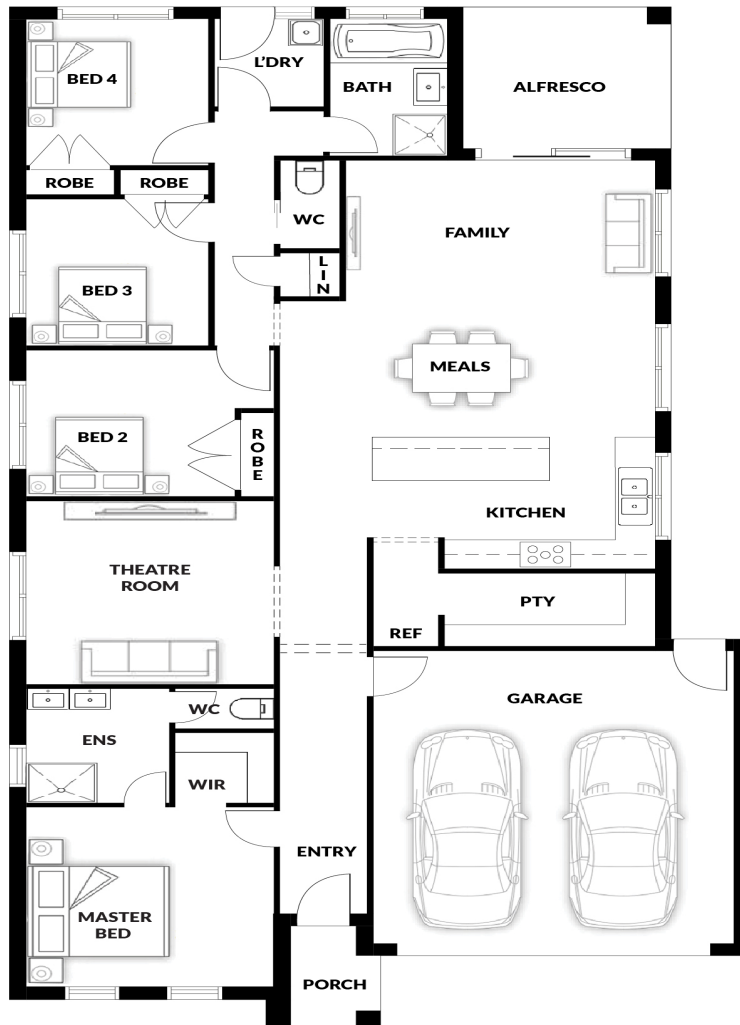 BED 4
L'DRY
BATH
ALFRESCO
ROBE
ROBE
WC
FAMILY
LIN
BED 3
MEALS
BED 2
ROBE
KITCHEN
THEATRE
ROOM
PTY
REF
WC
GARAGE
ENS
WIR
ENTRY
MASTER
BED
PORCH